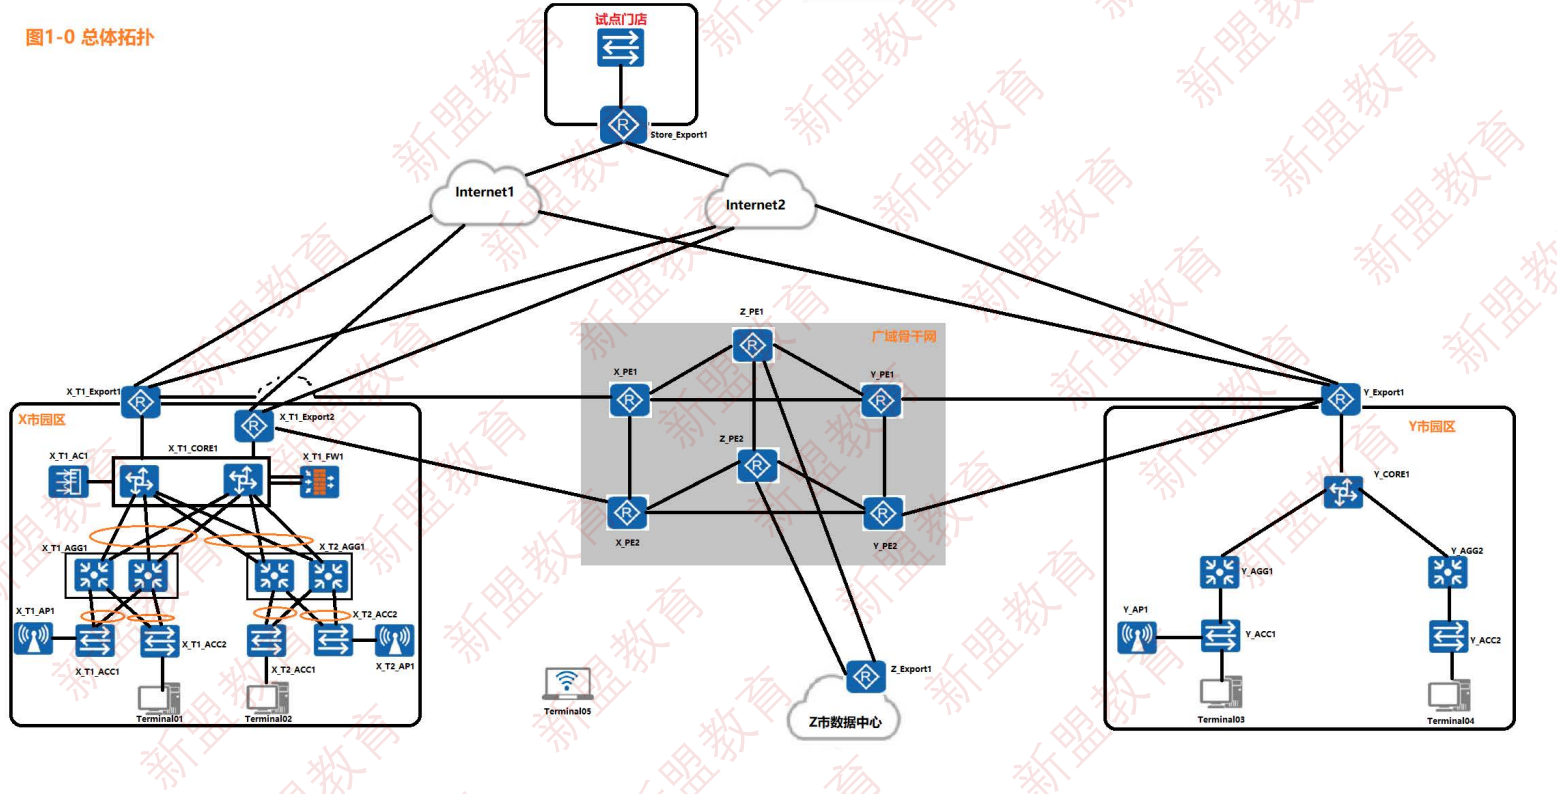 图1-0 总体拓扑
试点门店
Store_Export1
Internet1
Internet2
Z_PE1
广域骨干网
X_PE1
Y_PE1
X_T1_Export1
Y_Export1
X市园区
X_T1_Export2
Y市园区
Z_PE2
X_T1_CORE1
X_T1_AC1
X_T1_FW1
Y_CORE1
X_PE2
Y_PE2
X_T1_AGG1
X_T2_AGG1
Y_AGG1
Y_AGG2
X_T1_AP1
X_T2_ACC2
Y_AP1
Y_ACC1
Y_ACC2
X_T1_ACC2
X_T1_ACC1
X_T2_ACC1
X_T2_AP1
Z_Export1
Terminal01
Terminal02
Terminal05
Z市数据中心
Terminal03
Terminal04
新盟教育